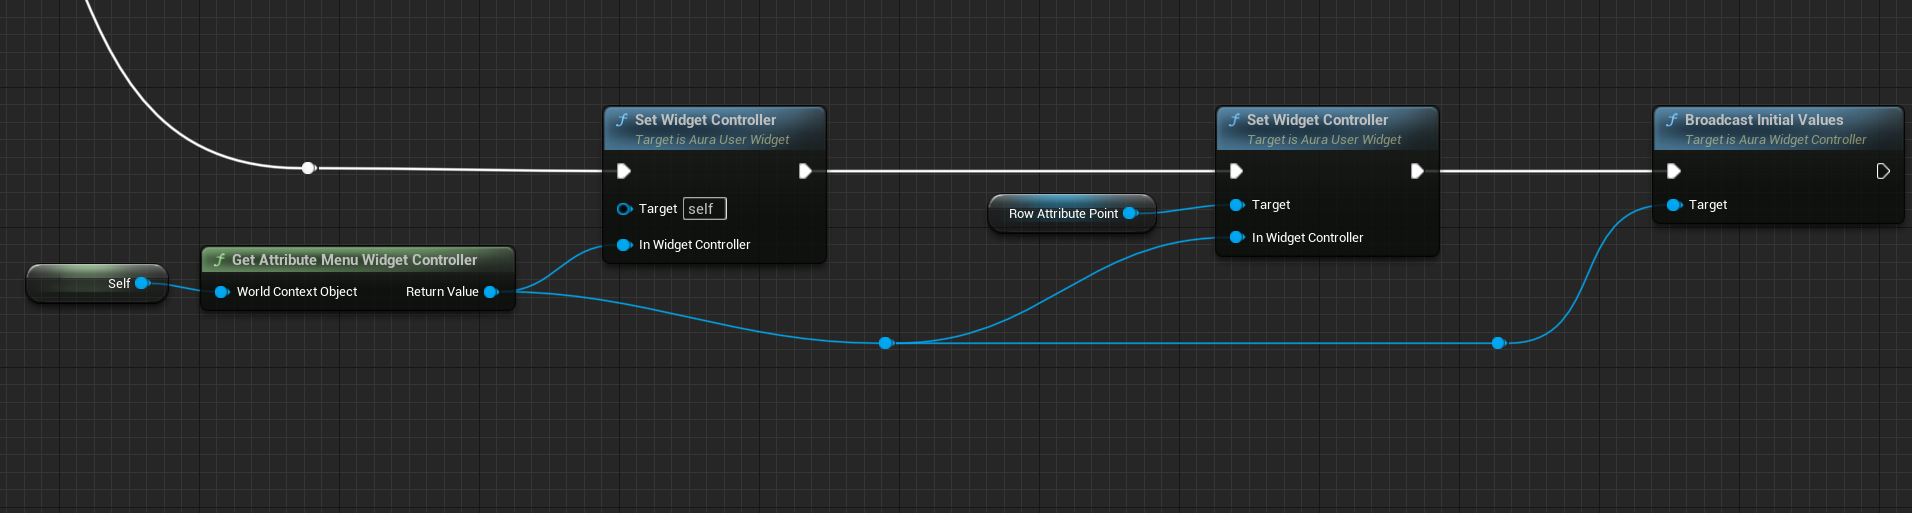 Set Widget Controller
Target is Aura User Widget
Target self
In Widget Controller
Set Widget Controller
Target is Aura User Widget
Target
In Widget Controller
Broadcast Initial Values
Target is Aura Widget Controller
Target
Row Attribute Point
Self
Get Attribute Menu Widget Controller
World Context Object Return Value